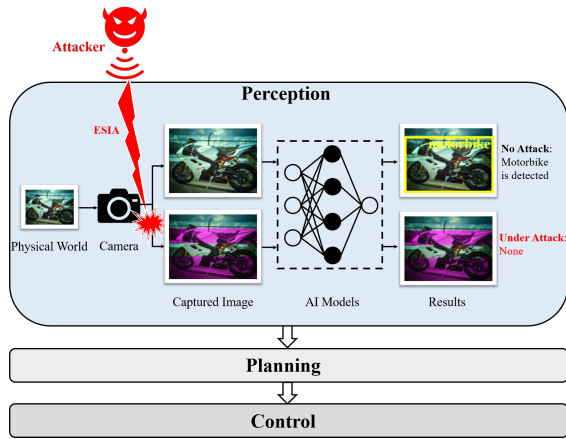 Attacker
Perception
ESIA
motorbike
No Attack:
Motorbike
is detected
Under Attack:
None
Physical World
Camera
Captured Image
AI Models
Results
Planning
Control